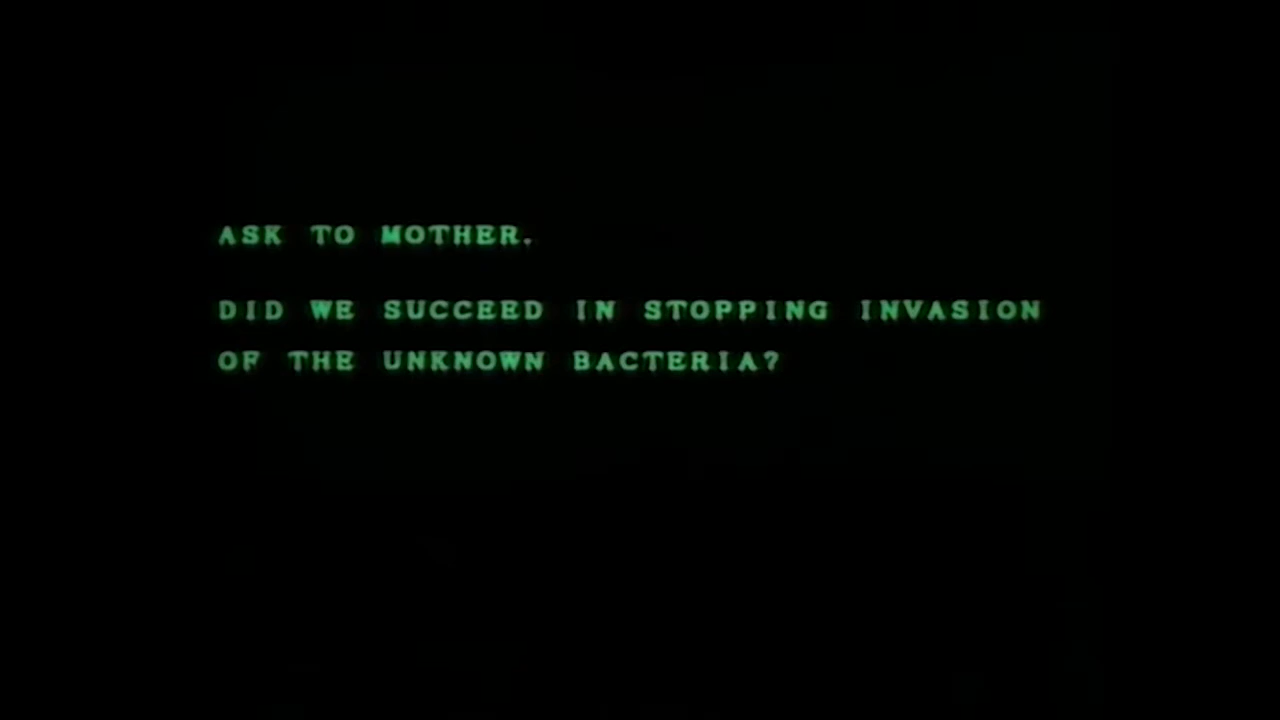 ASK TO MOTHER.
DID WE SUCCEED IN STOPPING INVASION
OF THE UNKNOWN BACTERIA?